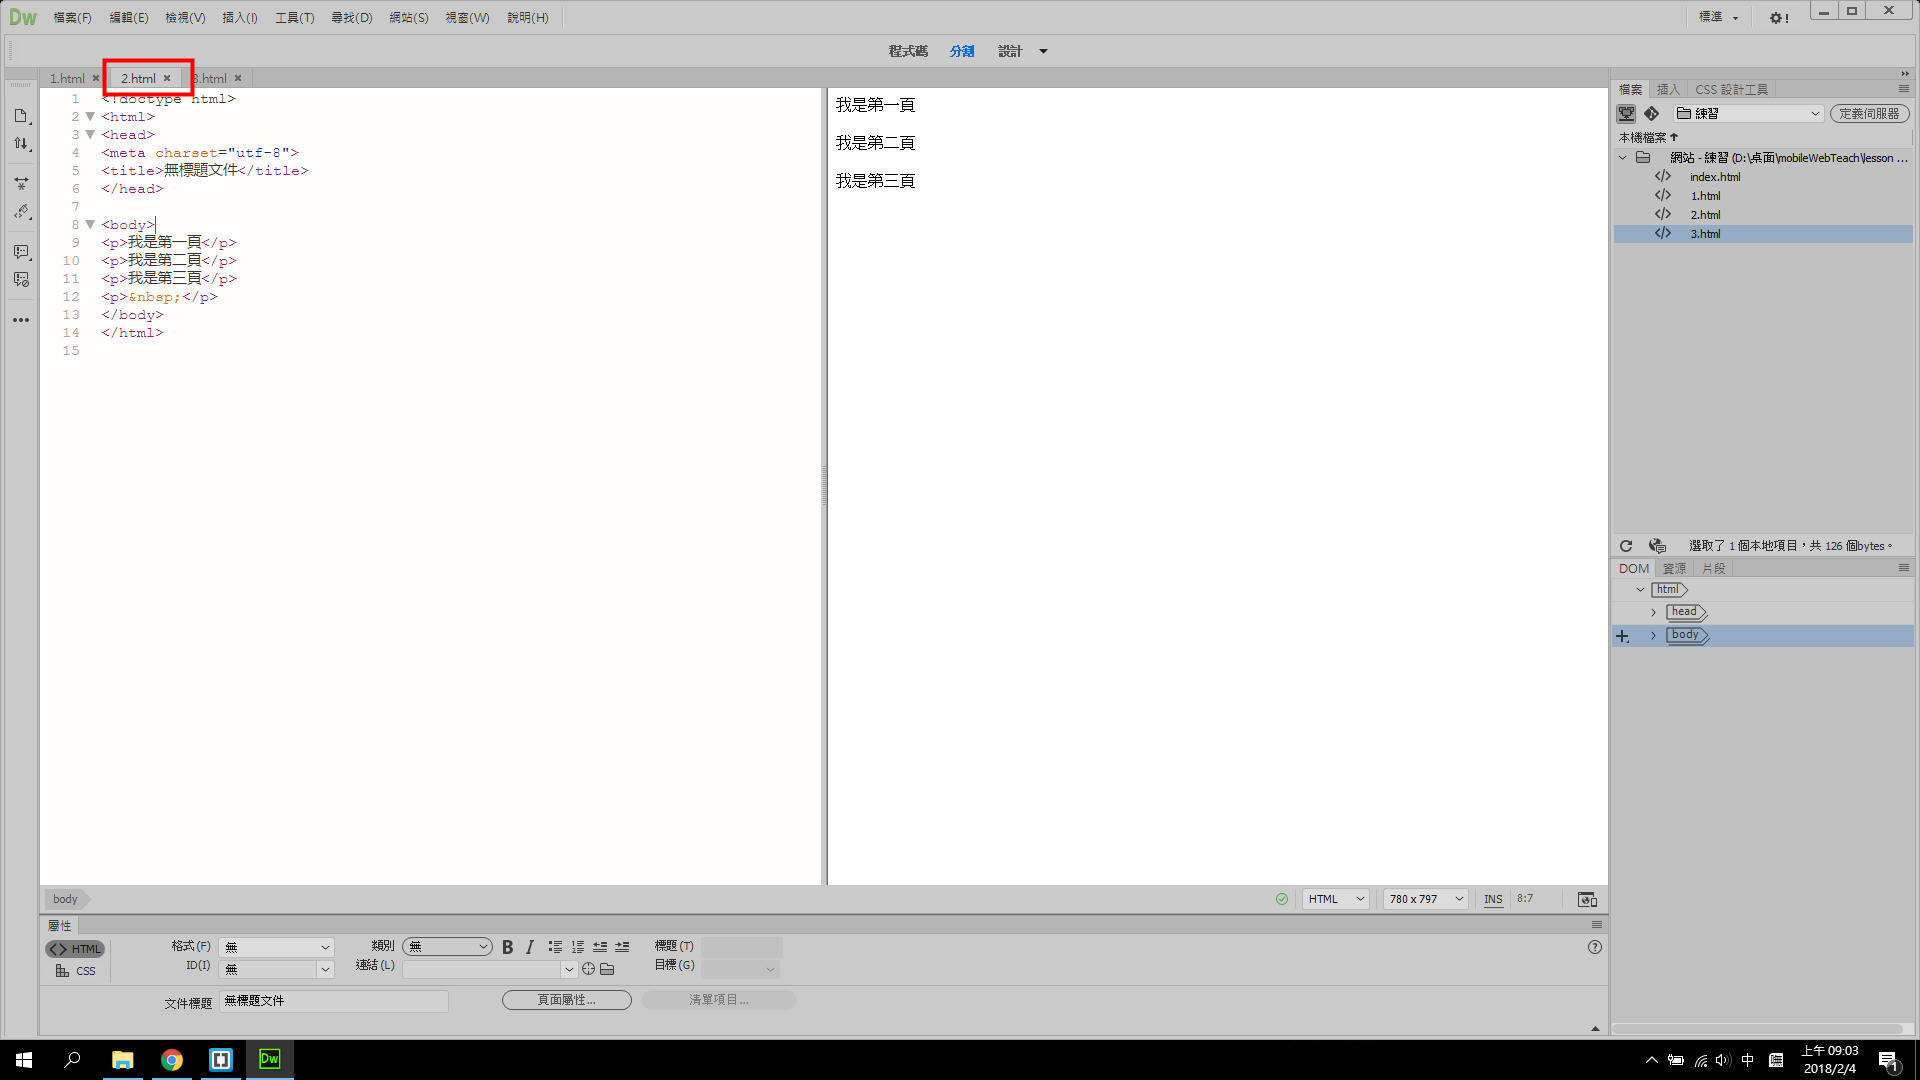 Dw 檔案(F) 編輯(E) 檢視(V) 插入(I) 工具(T) 尋找(D) 網站(S) 視窗(W) 說明(H) 標準
程式碼 分割 設計
1.html 2.html 3.html
1 <!doctype html>
2 <html>
3 <head>
4 <meta charset="utf-8">
5 <title>無標題文件</title>
6 </head>
7
8 <body>
9 <p>我是第一頁</p>
10 <p>我是第二頁</p>
11 <p>我是第三頁</p>
12 <p>&nbsp;</p>
13 </body>
14 </html>
15
我是第一頁
我是第二頁
我是第三頁
檔案 插入 CSS 設計工具
練習 定義伺服器
本機檔案
網站 - 練習 (D:\桌面\mobileWebTeach\lesson ...
index.html
1.html
2.html
3.html
選取了 1 個本地項目，共 126 個bytes。
DOM 資源 片段
html
head
body
body HTML 780 x 797 INS 8:7
屬性
HTML 格式(F) 無 類別 無 B I 標題(T)
CSS ID(I) 無 連結(L) 目標(G)
文件標題 無標題文件 頁面屬性... 清單項目...
Dw 中 上午 09:03
2018/2/4 1